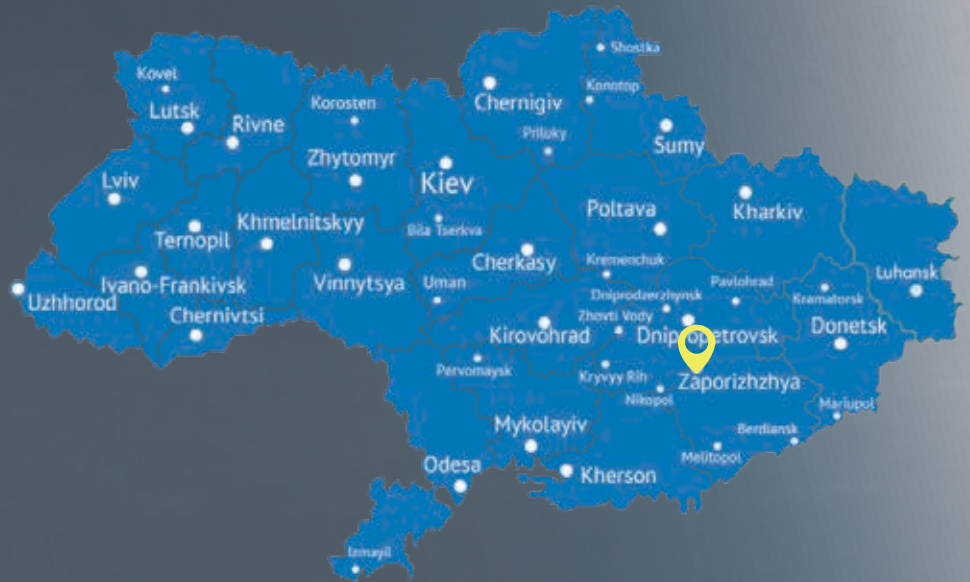 Shostka
Kovel
Konotop
Korosten
Chernigiv
Lutsk
Rivne
Priluky
Sumy
Zhytomyr
Kiev
Lviv
Poltava
Kharkiv
Khmelnitskyy
Bila Tserkva
Ternopil
Cherkasy
Kremenchuk
Luhansk
Ivano-Frankivsk
Vinnytsya
Uman
Pavlohrad
Uzhhorod
Dniprodzerzhynsk
Kramatorsk
Chernivtsi
Zhovti Vody
Donetsk
Kirovohrad
Dnipropetrovsk
Pervomaysk
Kryvyy Rih
Zaporizhzhya
Nikopol
Mariupol
Mykolayiv
Berdiansk
Melitopol
Odesa
Kherson
Izmayil